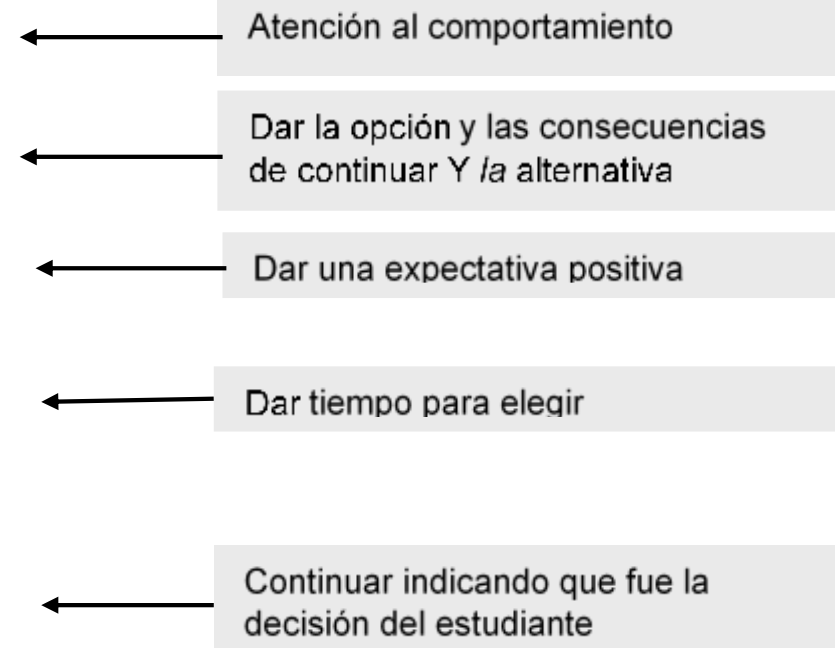 Atención al comportamiento
Dar la opción y las consecuencias
de continuar Y la alternativa
Dar una expectativa positiva
Dar tiempo para elegir
Continuar indicando que fue la
decisión del estudiante